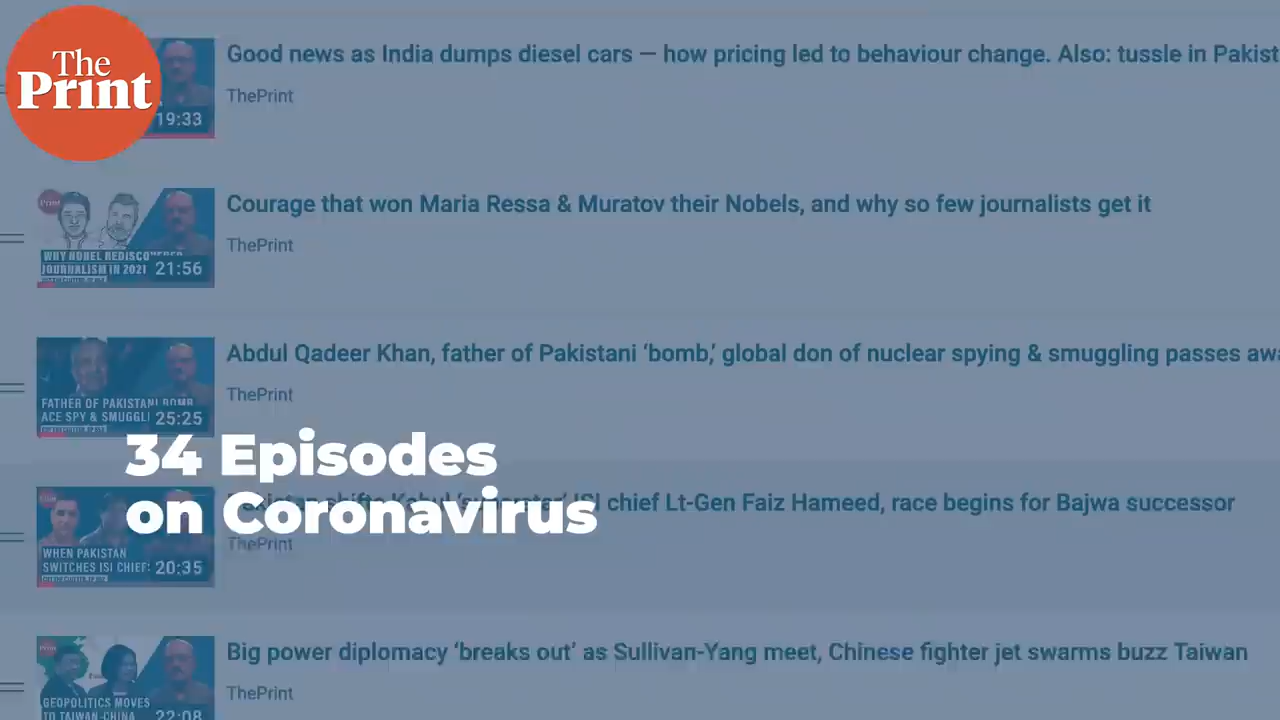 The
Print
19:33
Good news as India dumps diesel cars — how pricing led to behaviour change. Also: tussle in Pakist
ThePrint
Print
WHY NOBEL REDISCOVERED
JOURNALISM IN 2021
21:56
Courage that won Maria Ressa & Muratov their Nobels, and why so few journalists get it
ThePrint
FATHER OF PAKISTANI BOMB
ACE SPY & SMUGGL
25:25
Abdul Qadeer Khan, father of Pakistani ‘bomb,’ global don of nuclear spying & smuggling passes aw
ThePrint
34 Episodes
on Coronavirus
WHEN PAKISTAN
SWITCHES ISI CHIEF:
20:35
ISI chief Lt-Gen Faiz Hameed, race begins for Bajwa successor
ThePrint
GEOPOLITICS MOVES
TO TAIWAN-CHINA
22:08
Big power diplomacy ‘breaks out’ as Sullivan-Yang meet, Chinese fighter jet swarms buzz Taiwan
ThePrint